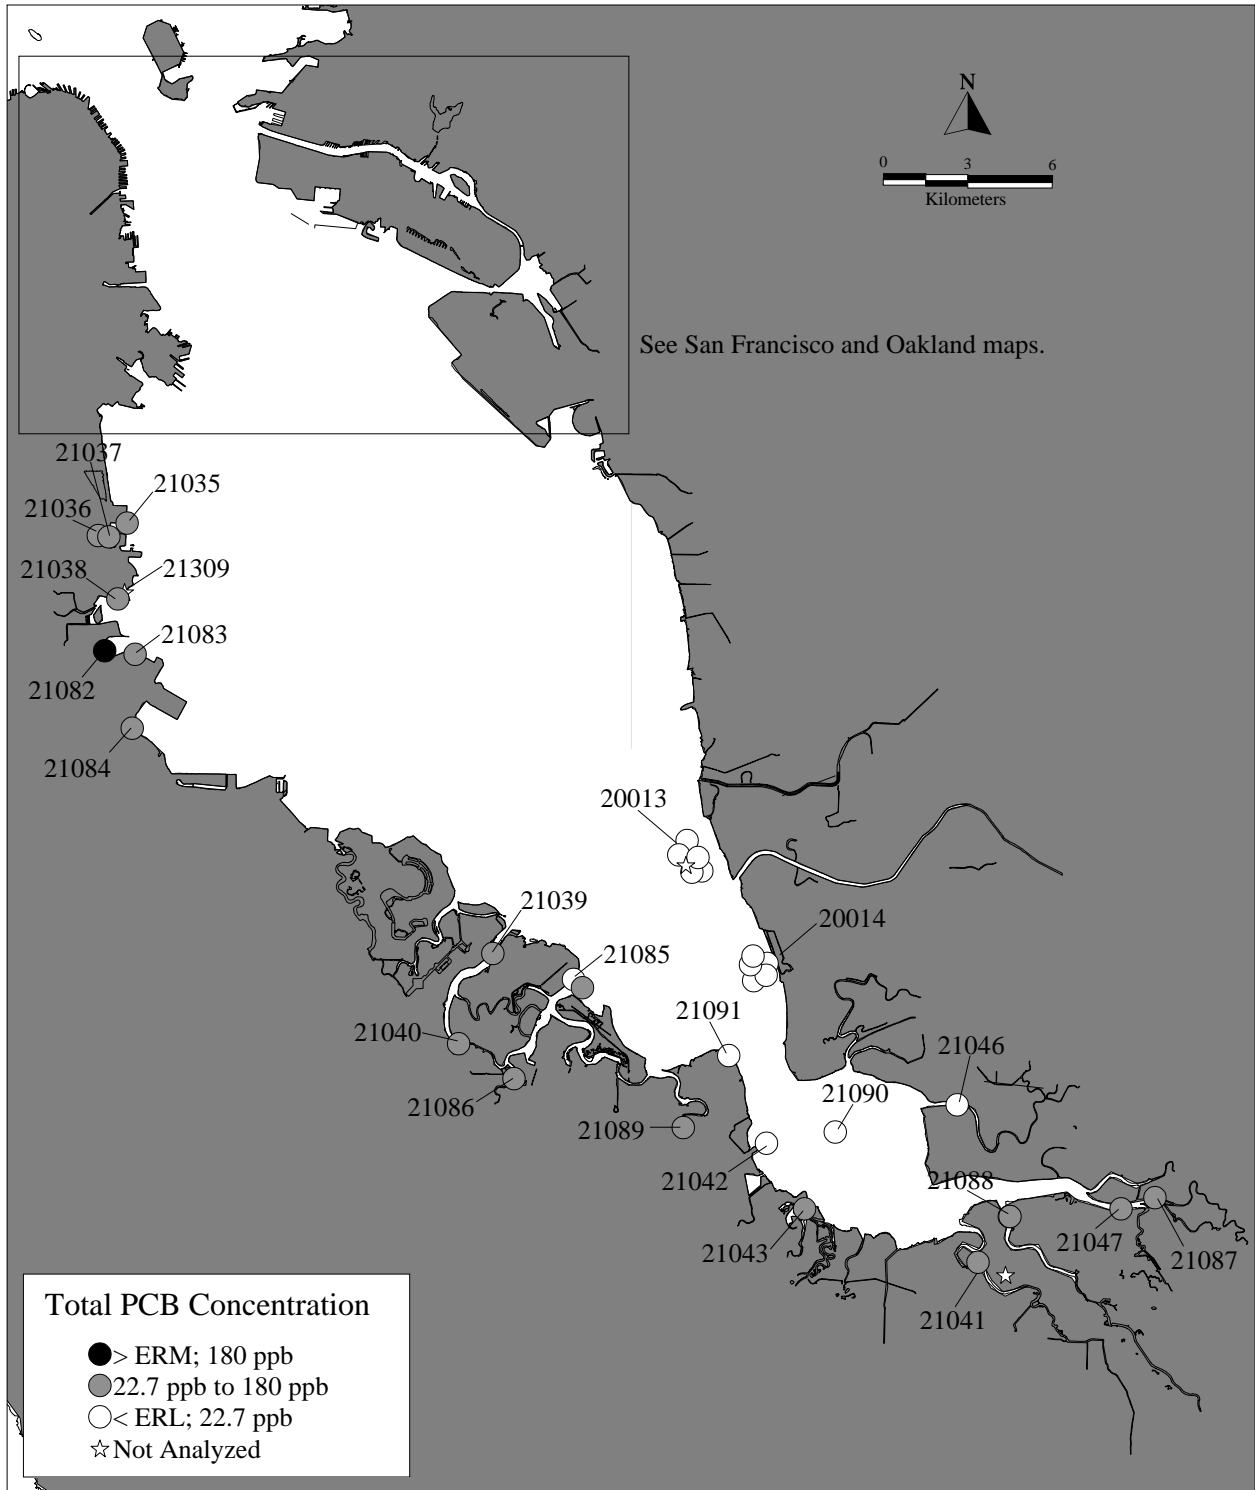 N
0 3 6
Kilometers
See San Francisco and Oakland maps.
21037
21035
21036
21038
21309
21083
21082
21084
20013
21039
20014
21085
21091
21040
21046
21090
21086
21089
21042
21088
21043
21047
21087
21041
Total PCB Concentration
> ERM; 180 ppb
22.7 ppb to 180 ppb
< ERL; 22.7 ppb
Not Analyzed